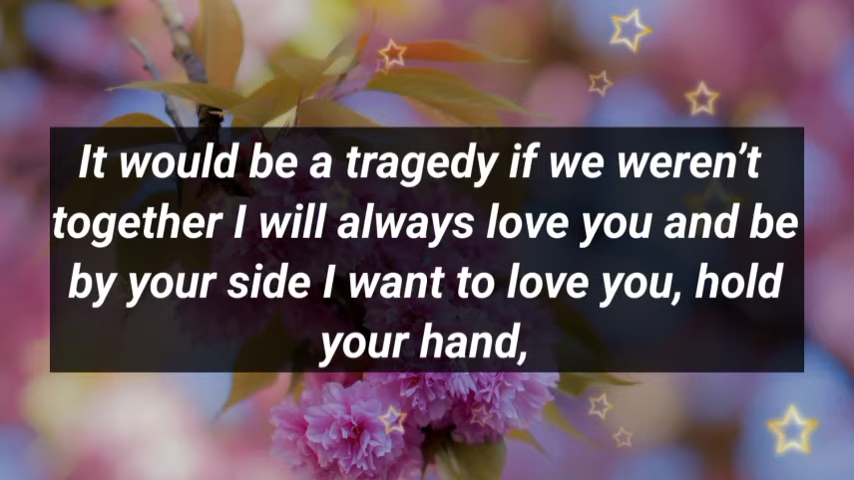 It would be a tragedy if we weren’t
together I will always love you and be
by your side I want to love you, hold
your hand,